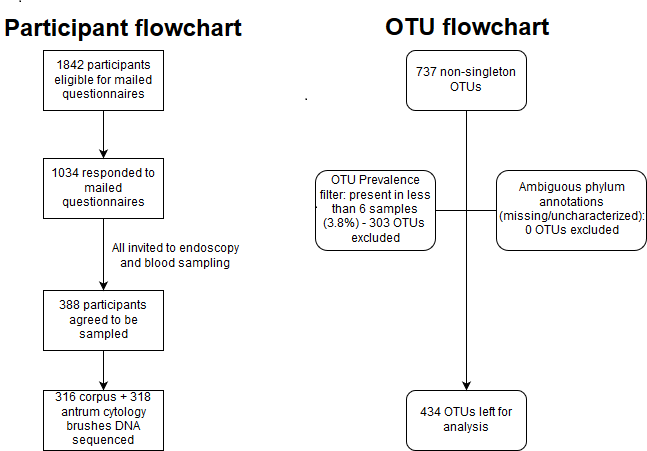 Participant flowchart
1842 participants
eligible for mailed
questionnaires
1034 responded to
mailed
questionnaires
All invited to endoscopy
and blood sampling
388 participants
agreed to be
sampled
316 corpus + 318
antrum cytology
brushes DNA
sequenced
OTU flowchart
737 non-singleton
OTUs
OTU Prevalence
filter: present in less
than 6 samples
(3.8%) - 303 OTUs
excluded
Ambiguous phylum
annotations
(missing/uncharacterized):
0 OTUs excluded
434 OTUs left for
analysis